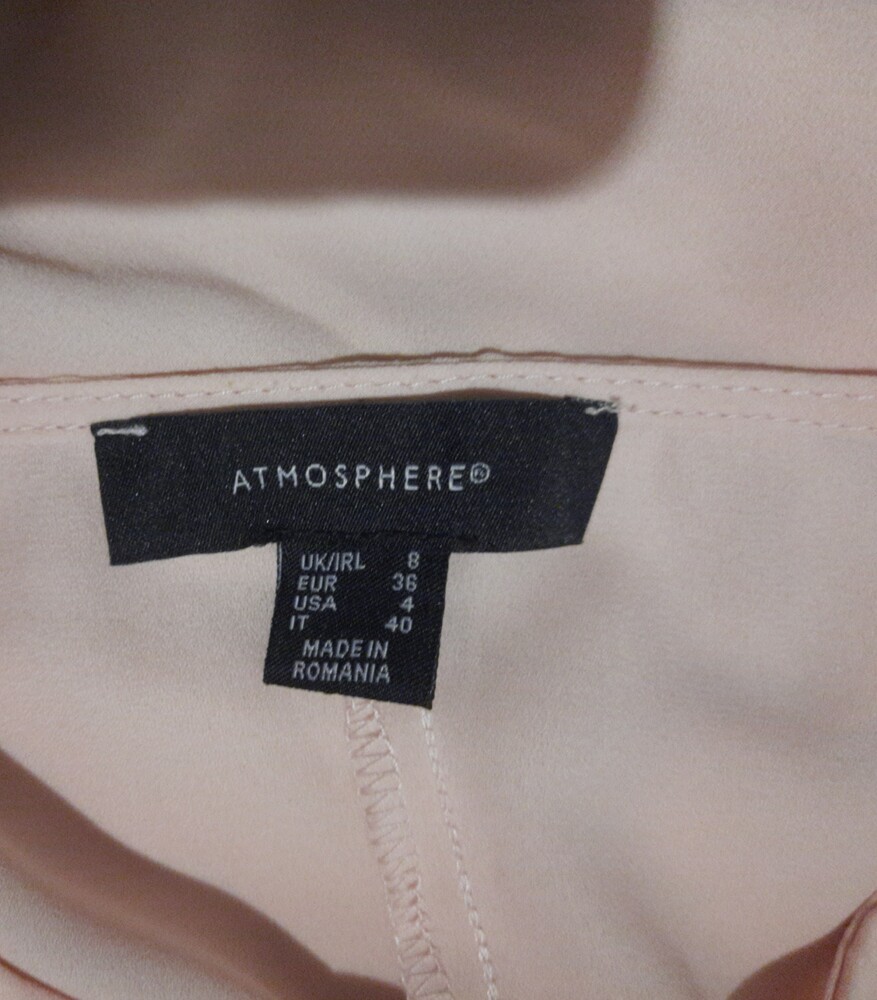 ATMOSPHERE®
UK/IRL 8
EUR 36
USA 4
IT 40
MADE IN
ROMANIA